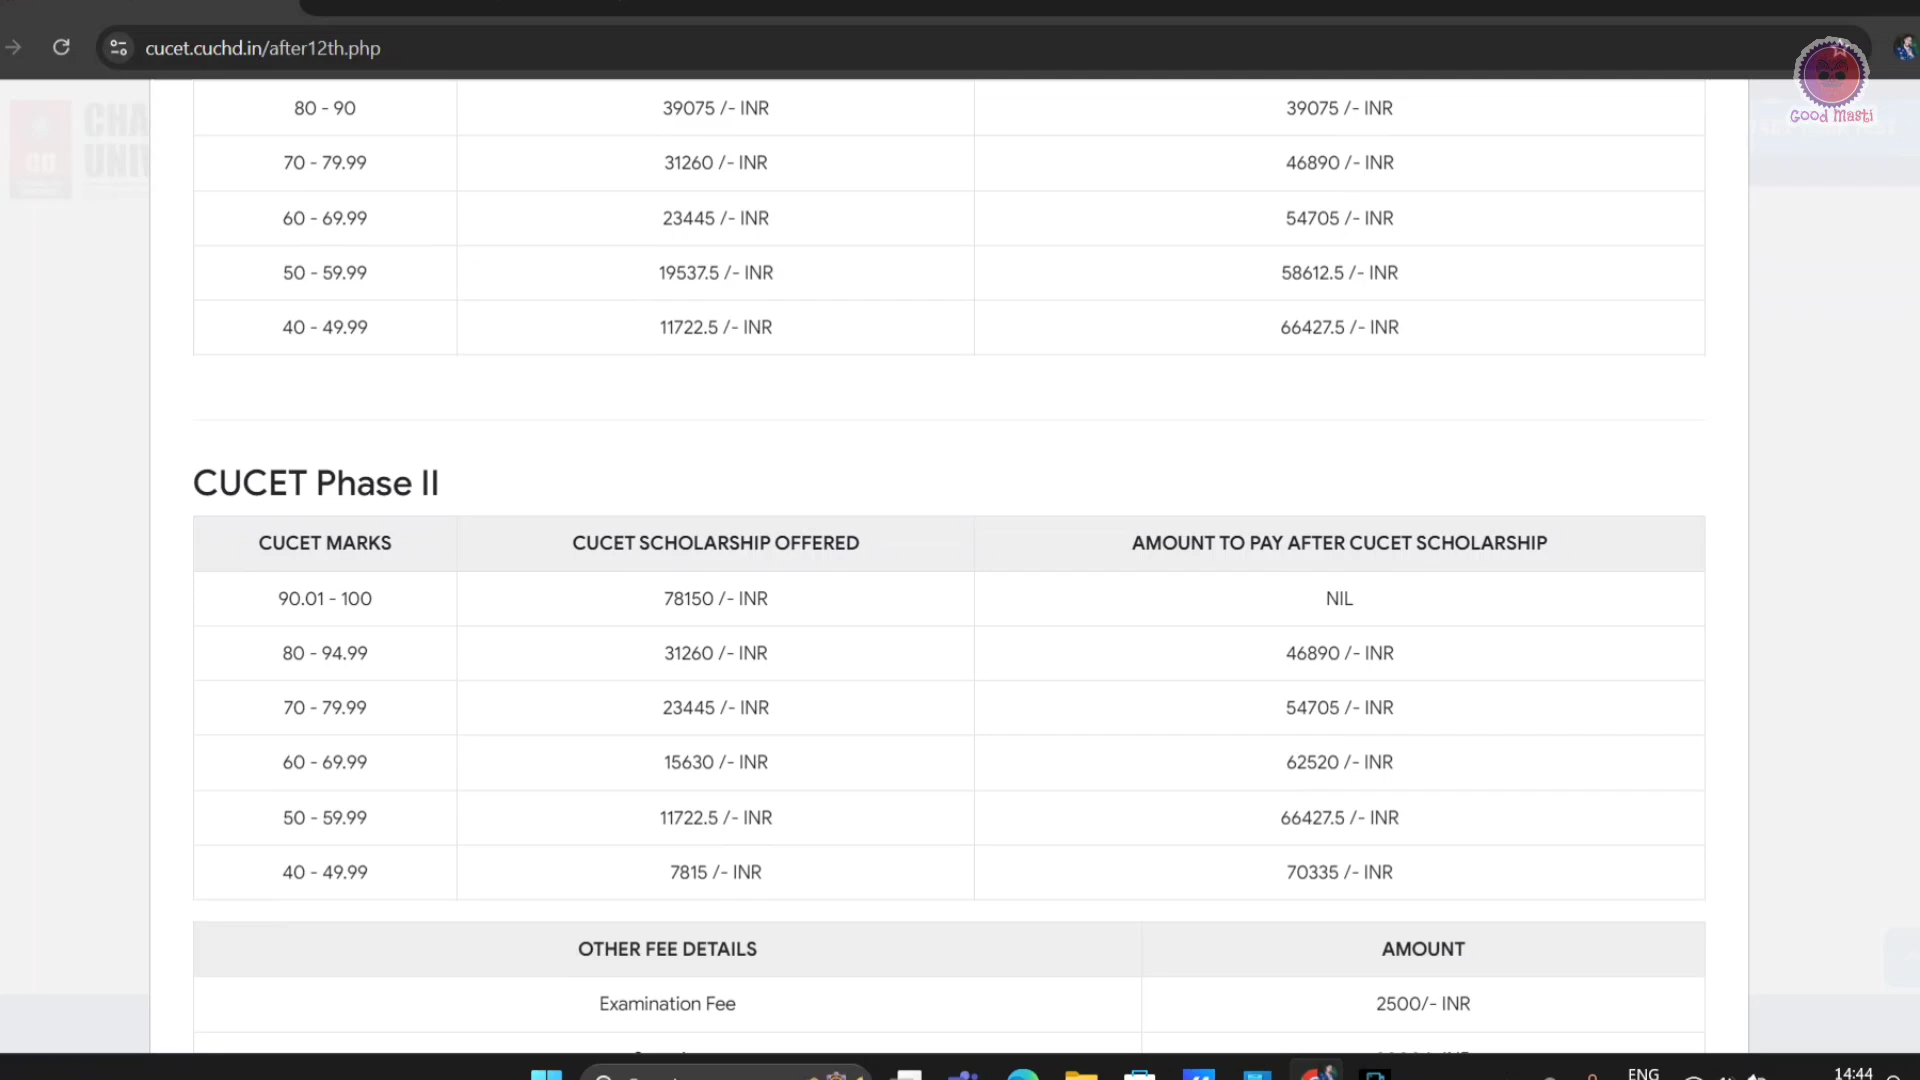 cucet.cuchd.in/after12th.php
Good Masti
CHA
UNIV
CU
80 - 90 39075 /- INR 39075 /- INR
70 - 79.99 31260 /- INR 46890 /- INR
60 - 69.99 23445 /- INR 54705 /- INR
50 - 59.99 19537.5 /- INR 58612.5 /- INR
40 - 49.99 11722.5 /- INR 66427.5 /- INR
CUCET Phase II
CUCET MARKS CUCET SCHOLARSHIP OFFERED AMOUNT TO PAY AFTER CUCET SCHOLARSHIP
90.01 - 100 78150 /- INR NIL
80 - 94.99 31260 /- INR 46890 /- INR
70 - 79.99 23445 /- INR 54705 /- INR
60 - 69.99 15630 /- INR 62520 /- INR
50 - 59.99 11722.5 /- INR 66427.5 /- INR
40 - 49.99 7815 /- INR 70335 /- INR
OTHER FEE DETAILS AMOUNT
Examination Fee 2500/- INR
ENG 14:44